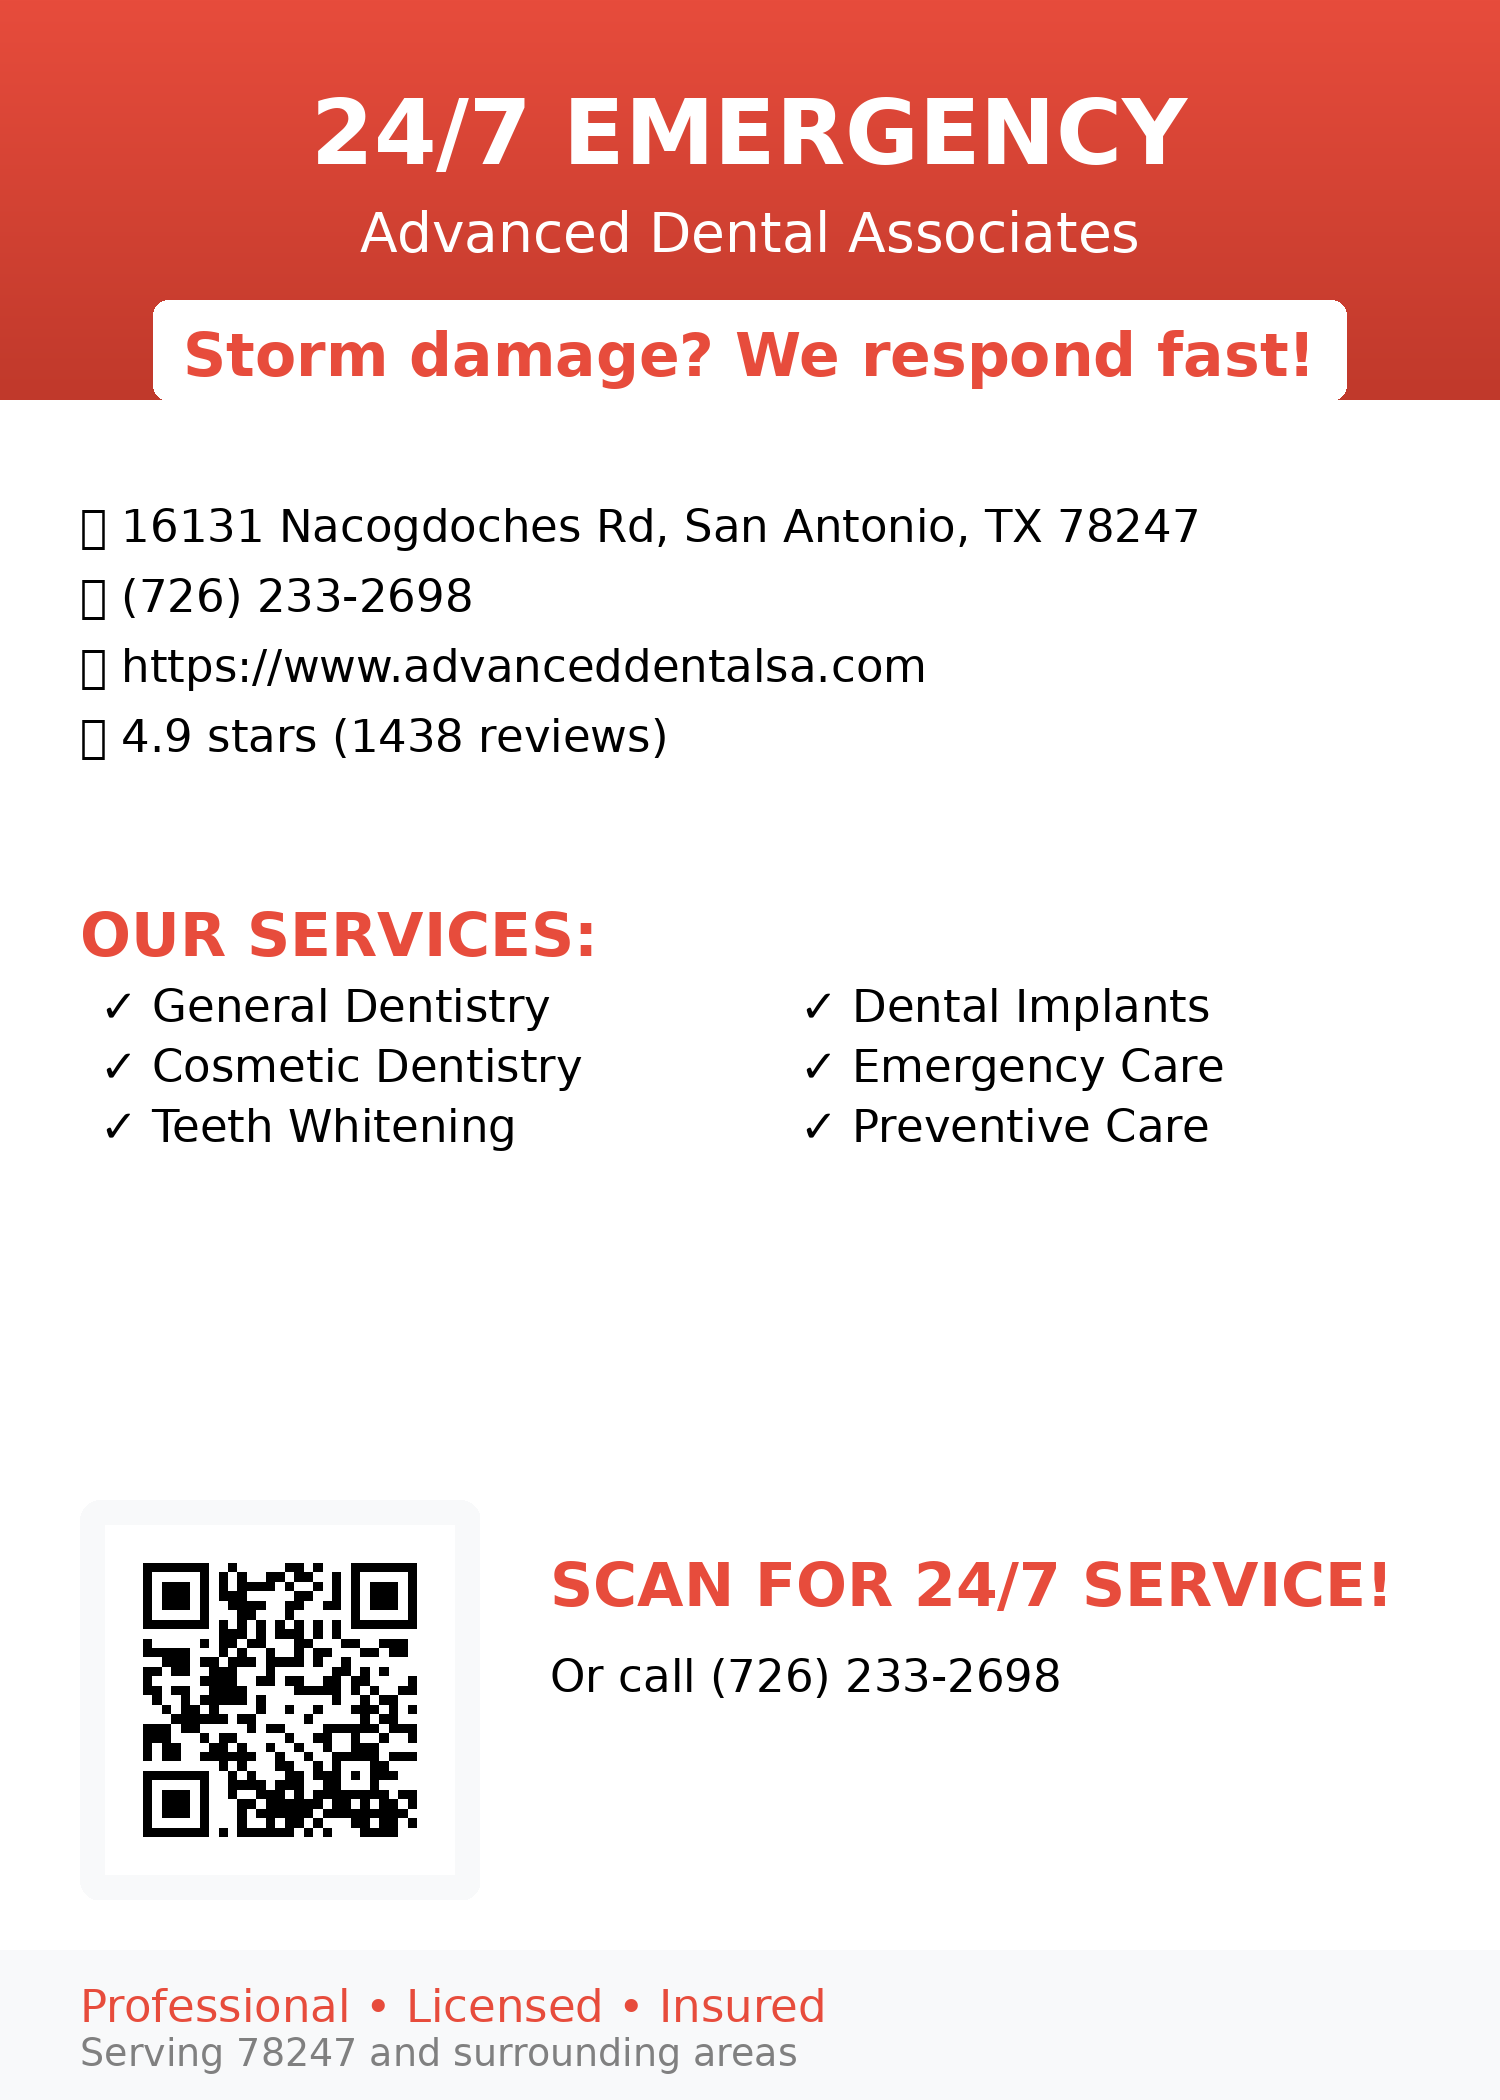 24/7 EMERGENCY
Advanced Dental Associates
Storm damage? We respond fast!
16131 Nacogdoches Rd, San Antonio, TX 78247
(726) 233-2698
https://www.advanceddentalsa.com
4.9 stars (1438 reviews)
OUR SERVICES:
✓ General Dentistry
✓ Dental Implants
✓ Cosmetic Dentistry
✓ Emergency Care
✓ Teeth Whitening
✓ Preventive Care
SCAN FOR 24/7 SERVICE!
Or call (726) 233-2698
Professional • Licensed • Insured
Serving 78247 and surrounding areas